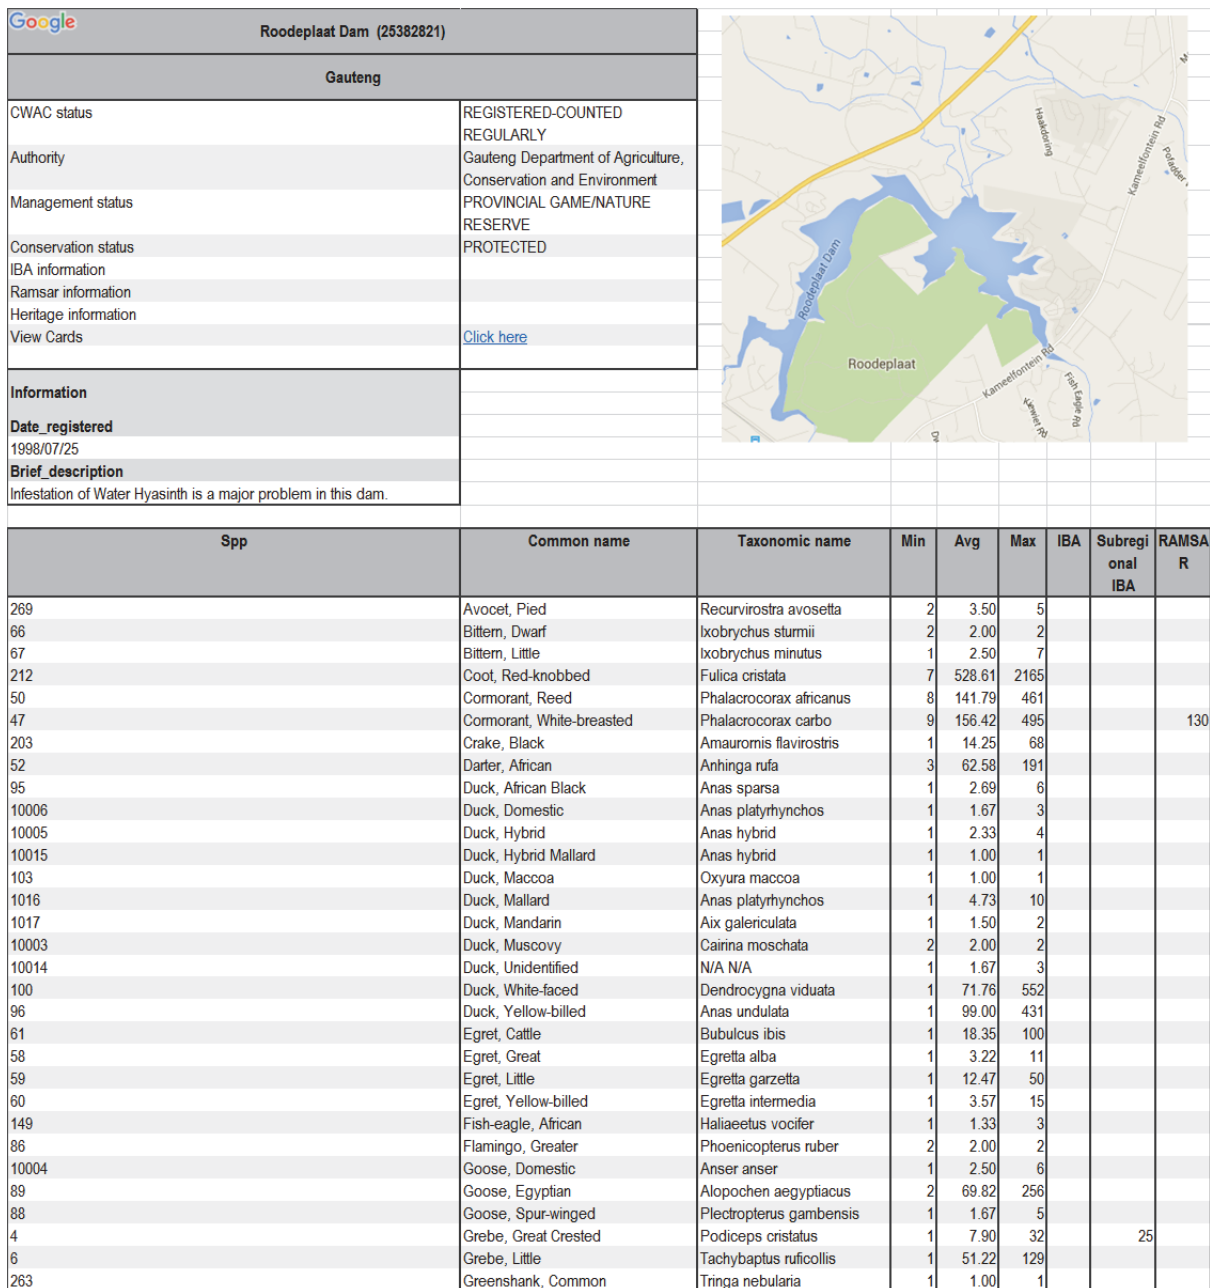 Google
Roodeplaat Dam (25382821)
Gauteng
CWAC status REGISTERED-COUNTED
REGULARLY
Authority Gauteng Department of Agriculture,
Conservation and Environment
Management status PROVINCIAL GAME/NATURE
RESERVE
Conservation status PROTECTED
IBA information
Ramsar information
Heritage information
View Cards Click here
Information
Date_registered
1998/07/25
Brief_description
Infestation of Water Hyasinth is a major problem in this dam.
Haakdoring
Kameelfontein Rd
Pofadder
Roodeplaat Dam
Roodeplaat
Kameelfontein Rd
Fish Eagle Rd
Kiewiet Rd
De
Spp Common name Taxonomic name Min Avg Max IBA Subregi RAMSA
onal R
IBA
269 Avocet, Pied Recurvirostra avosetta 2 3.50 5
66 Bittern, Dwarf Ixobrychus sturmii 2 2.00 2
67 Bittern, Little Ixobrychus minutus 1 2.50 7
212 Coot, Red-knobbed Fulica cristata 7 528.61 2165
50 Cormorant, Reed Phalacrocorax africanus 8 141.79 461
47 Cormorant, White-breasted Phalacrocorax carbo 9 156.42 495 130
203 Crake, Black Amaurornis flavirostris 1 14.25 68
52 Darter, African Anhinga rufa 3 62.58 191
95 Duck, African Black Anas sparsa 1 2.69 6
10006 Duck, Domestic Anas platyrhynchos 1 1.67 3
10005 Duck, Hybrid Anas hybrid 1 2.33 4
10015 Duck, Hybrid Mallard Anas hybrid 1 1.00 1
103 Duck, Maccoa Oxyura maccoa 1 1.00 1
1016 Duck, Mallard Anas platyrhynchos 1 4.73 10
1017 Duck, Mandarin Aix galericulata 1 1.50 2
10003 Duck, Muscovy Cairina moschata 2 2.00 2
10014 Duck, Unidentified N/A N/A 1 1.67 3
100 Duck, White-faced Dendrocygna viduata 1 71.76 552
96 Duck, Yellow-billed Anas undulata 1 99.00 431
61 Egret, Cattle Bubulcus ibis 1 18.35 100
58 Egret, Great Egretta alba 1 3.22 11
59 Egret, Little Egretta garzetta 1 12.47 50
60 Egret, Yellow-billed Egretta intermedia 1 3.57 15
149 Fish-eagle, African Haliaeetus vocifer 1 1.33 3
86 Flamingo, Greater Phoenicopterus ruber 2 2.00 2
10004 Goose, Domestic Anser anser 1 2.50 6
89 Goose, Egyptian Alopochen aegyptiacus 2 69.82 256
88 Goose, Spur-winged Plectropterus gambensis 1 1.67 5
4 Grebe, Great Crested Podiceps cristatus 1 7.90 32 25
6 Grebe, Little Tachybaptus ruficollis 1 51.22 129
263 Greenshank, Common Tringa nebularia 1 1.00 1